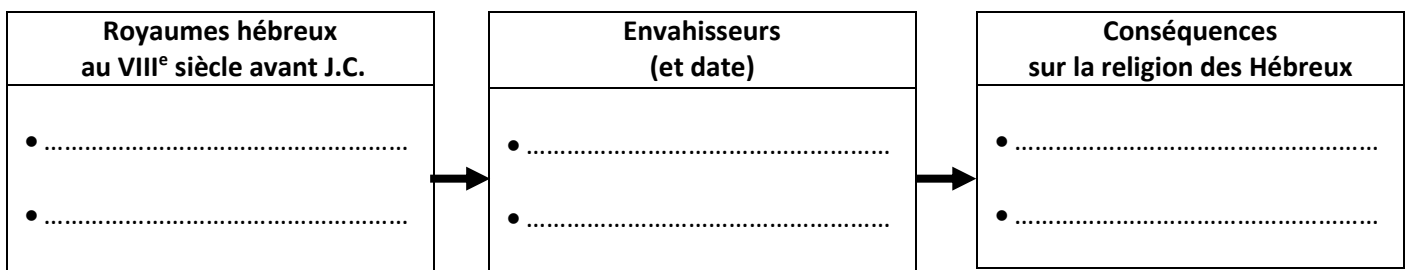 Royaumes hébreux
au VIIIe siècle avant J.C.
• ……………………………………………………
• ……………………………………………………
Envahisseurs
(et date)
• ……………………………………………………
• ……………………………………………………
Conséquences
sur la religion des Hébreux
• ……………………………………………………
• ……………………………………………………